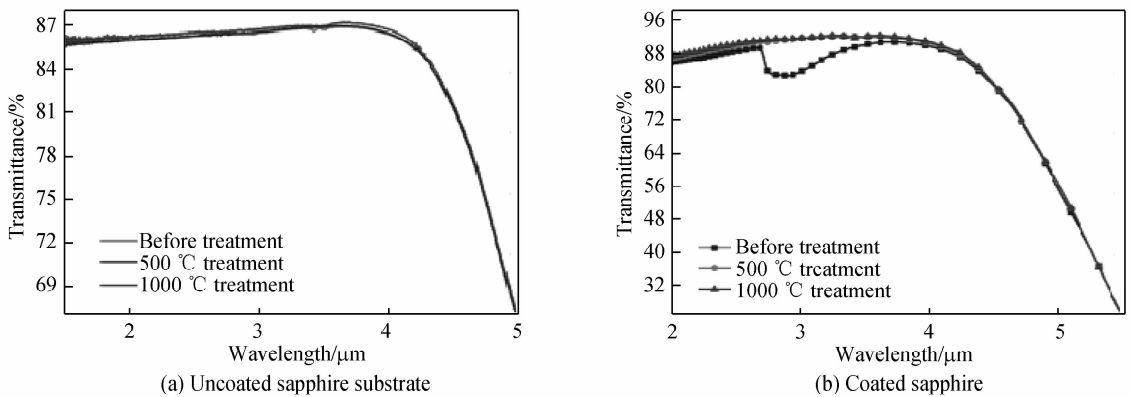 87
84
81
78
75
72
69
Transmittance/%
Before treatment
500 ℃ treatment
1000 ℃ treatment
2
3
4
5
Wavelength/μm
(a) Uncoated sapphire substrate
96
88
80
72
64
56
48
40
32
Transmittance/%
Before treatment
500 ℃ trcatmcnt
1000 ℃ treatment
2
3
4
5
Wavelength/μm
(b) Coated sapphire